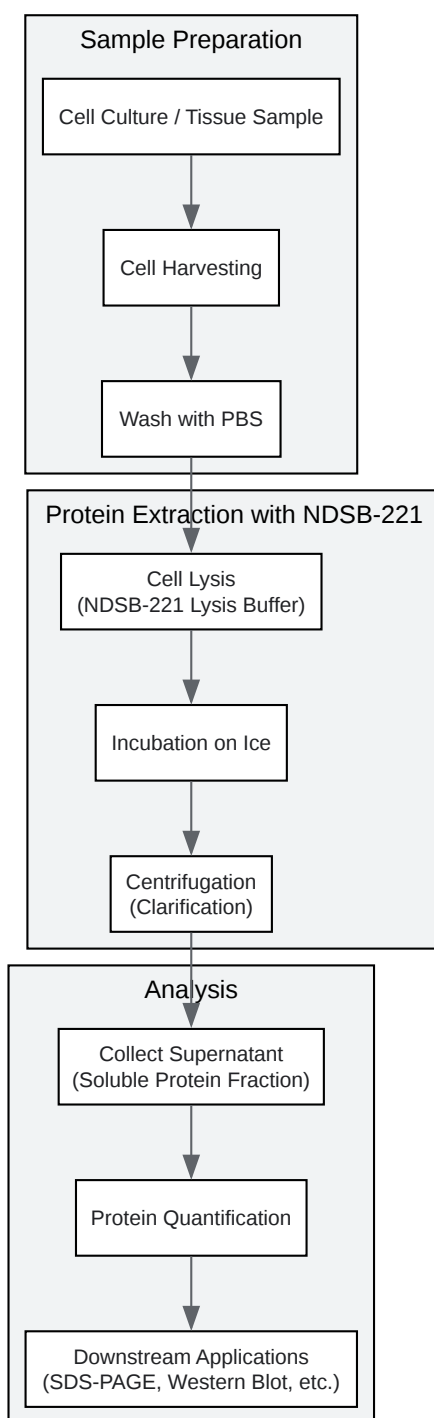 Sample Preparation
Cell Culture / Tissue Sample
Cell Harvesting
Wash with PBS
Protein Extraction with NDSB-221
Cell Lysis
(NDSB-221 Lysis Buffer)
Incubation on Ice
Centrifugation
(Clarification)
Analysis
Collect Supernatant
(Soluble Protein Fraction)
Protein Quantification
Downstream Applications
(SDS-PAGE, Western Blot, etc.)